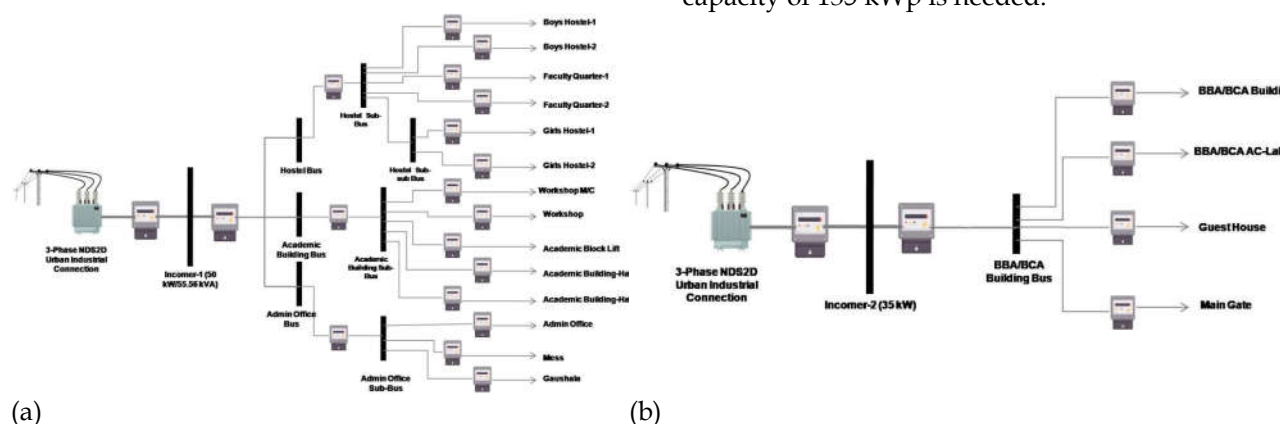 capacity of 155 kWp is needed.
Boys Hostel-1
Boys Hostel-2
Faculty Quarter-1
Faculty Quarter-2
Hostel Sub-
Bus
Girls Hostel-1
Girls Hostel-2
Hostel Sub-
sub Bus
Hostel Bus
Workshop M/C
Workshop
Academic Block Lift
Academic Building-Ha
Academic Building-Ha
Academic
Building Bus
Academic
Building Sub-
Bus
3-Phase NDS2D
Urban Industrial
Connection
Incomer-1 (50
kW/55.56 kVA)
Admin Office
Bus
Admin Office
Mess
Gaushala
Admin Office
Sub-Bus
(a)
BBA/BCA Buildi
BBA/BCA AC-Lal
Guest House
Main Gate
3-Phase NDS2D
Urban Industrial
Connection
Incomer-2 (35 kW)
BBA/BCA
Building Bus
(b)